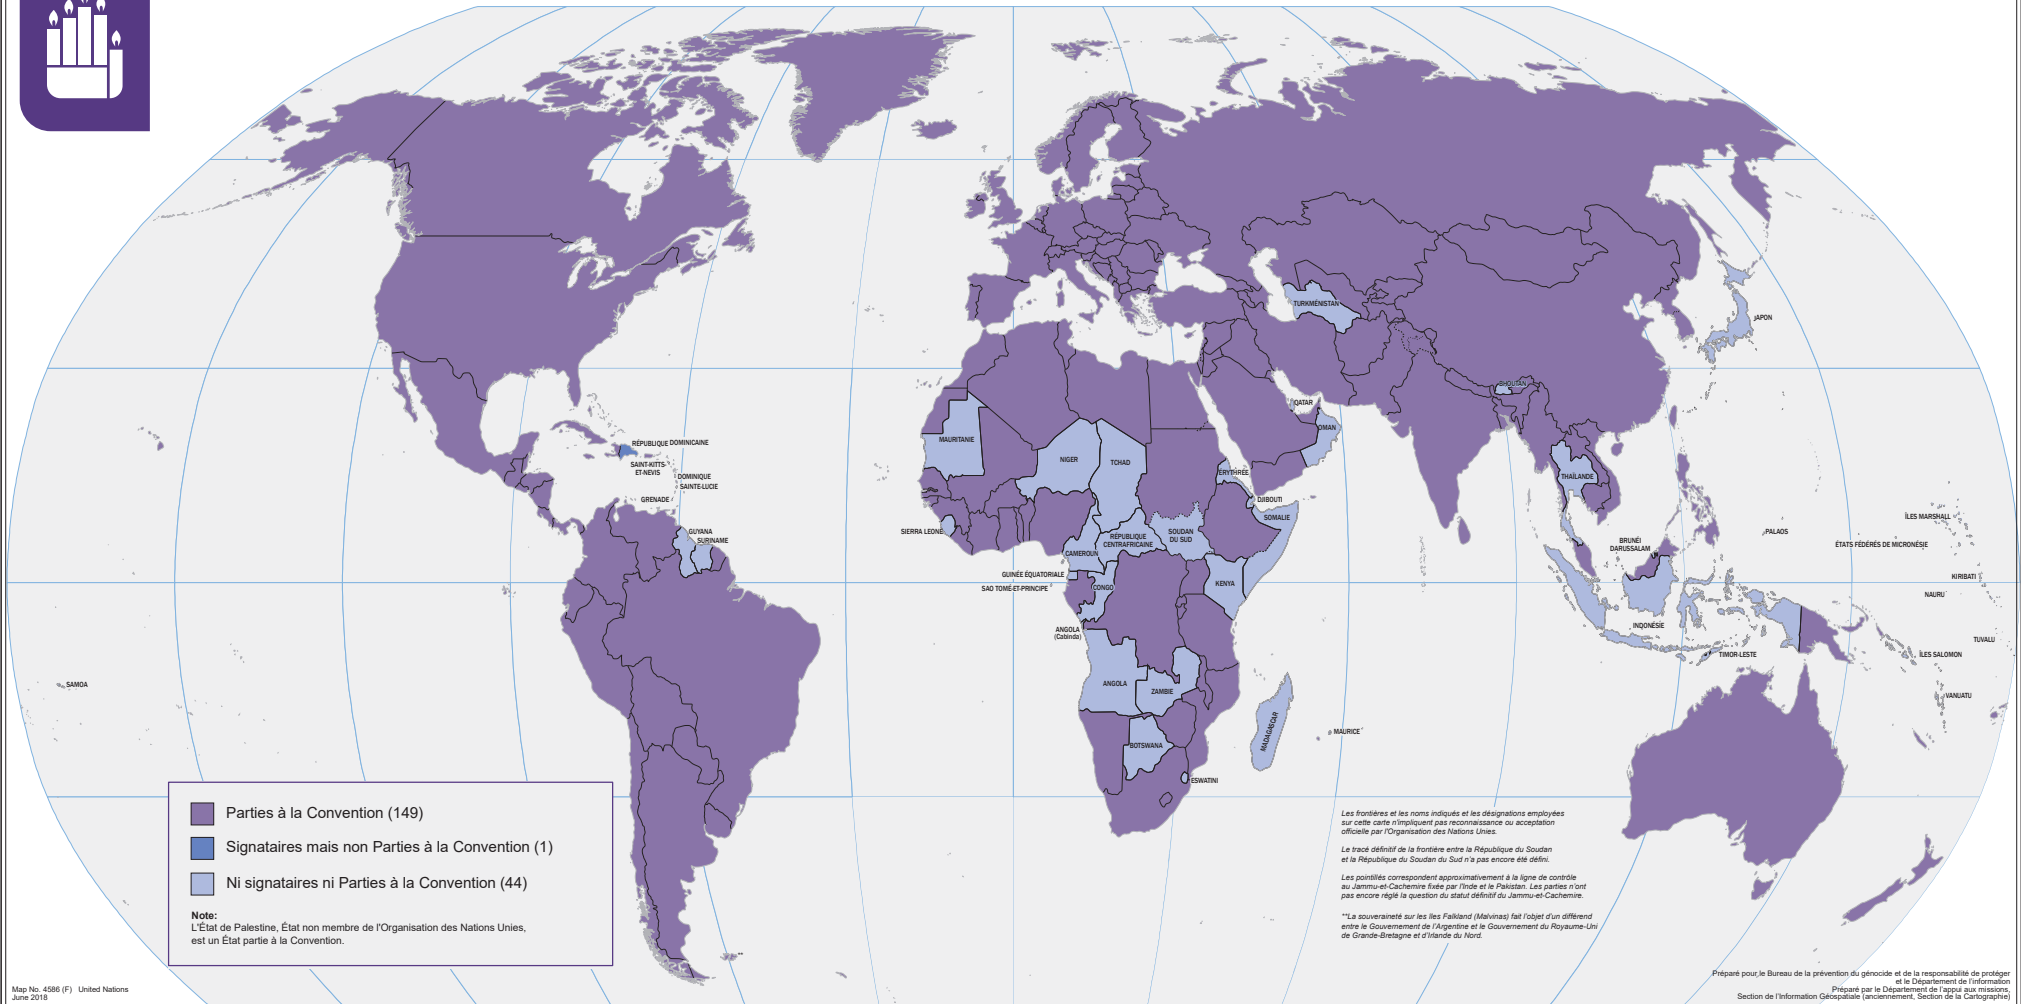 RÉPUBLIQUE DOMINICAINE
SAINT-KITTS-
ET-NEVIS
DOMINIQUE
SAINTE-LUCIE
GRENADE
GUYANA
SURINAME
SAMOA
MAURITANIE
NIGER
TCHAD
ÉRYTHRÉE
DJIBOUTI
SOMALIE
SIERRA LEONE
SOUDAN
DU SUD
RÉPUBLIQUE
CENTRAFRICAINE
CAMEROUN
GUINÉE ÉQUATORIALE
SAO TOMÉ-ET-PRINCIPE
CONGO
KENYA
ANGOLA
(Cabinda)
ANGOLA
ZAMBIE
BOTSWANA
MADAGASCAR
MAURICE
ESWATINI
TURKMÉNISTAN
QATAR
OMAN
BHOUTAN
JAPON
THAÏLANDE
BRUNÉI
DARUSSALAM
INDONÉSIE
TIMOR-LESTE
PALAOS
ÎLES MARSHALL
ÉTATS FÉDÉRÉS DE MICRONÉSIE
KIRIBATI
NAURU
TUVALU
ÎLES SALOMON
VANUATU
Parties à la Convention (149)
Signataires mais non Parties à la Convention (1)
Ni signataires ni Parties à la Convention (44)
Note:
L'État de Palestine, État non membre de l'Organisation des Nations Unies,
est un État partie à la Convention.
**
Les frontières et les noms indiqués et les désignations employées
sur cette carte n'impliquent pas reconnaissance ou acceptation
officielle par l'Organisation des Nations Unies.
Le tracé définitif de la frontière entre la République du Soudan
et la République du Soudan du Sud n'a pas encore été défini.
Les pointillés correspondent approximativement à la ligne de contrôle
au Jammu-et-Cachemire fixée par l'Inde et le Pakistan. Les parties n'ont
pas encore réglé la question du statut définitif du Jammu-et-Cachemire.
**La souveraineté sur les îles Falkland (Malvinas) fait l'objet d'un différend
entre le Gouvernement de l'Argentine et le Gouvernement du Royaume-Uni
de Grande-Bretagne et d'Irlande du Nord.
Map No. 4586 (F) United Nations
June 2018
Préparé pour le Bureau de la prévention du génocide et de la responsabilité de protéger
et le Département de l'information
Préparé par le Département de l'appui aux missions,
Section de l'Information Géospatiale (anciennement, Section de la Cartographie)